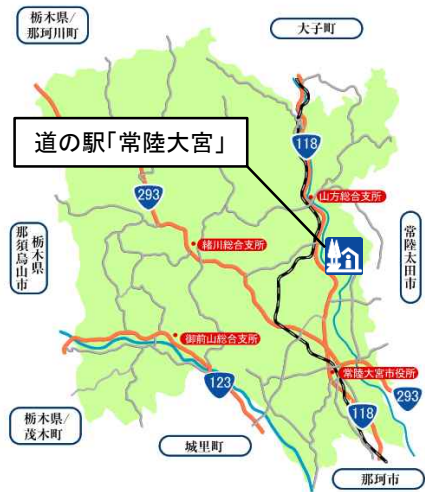 栃木県/
那珂川町
大子町
道の駅「常陸大宮」
118
293
山方総合支所
栃木県
那須烏山市
緒川総合支所
常陸太田市
御前山総合支所
123
常陸大宮市役所
293
118
栃木県/
茂木町
城里町
那珂市